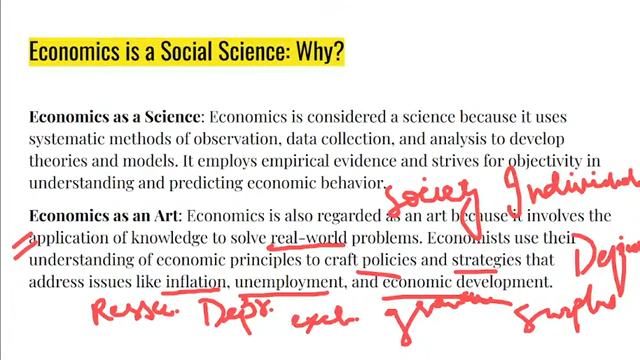 Economics is a Social Science: Why?
Economics as a Science: Economics is considered a science because it uses
systematic methods of observation, data collection, and analysis to develop
theories and models. It employs empirical evidence and strives for objectivity in
understanding and predicting economic behavior.
Society Individual
Economics as an Art: Economics is also regarded as an art because it involves the
application of knowledge to solve real-world problems. Economists use their
understanding of economic principles to craft policies and strategies that
address issues like inflation, unemployment, and economic development.
Depr. surplus